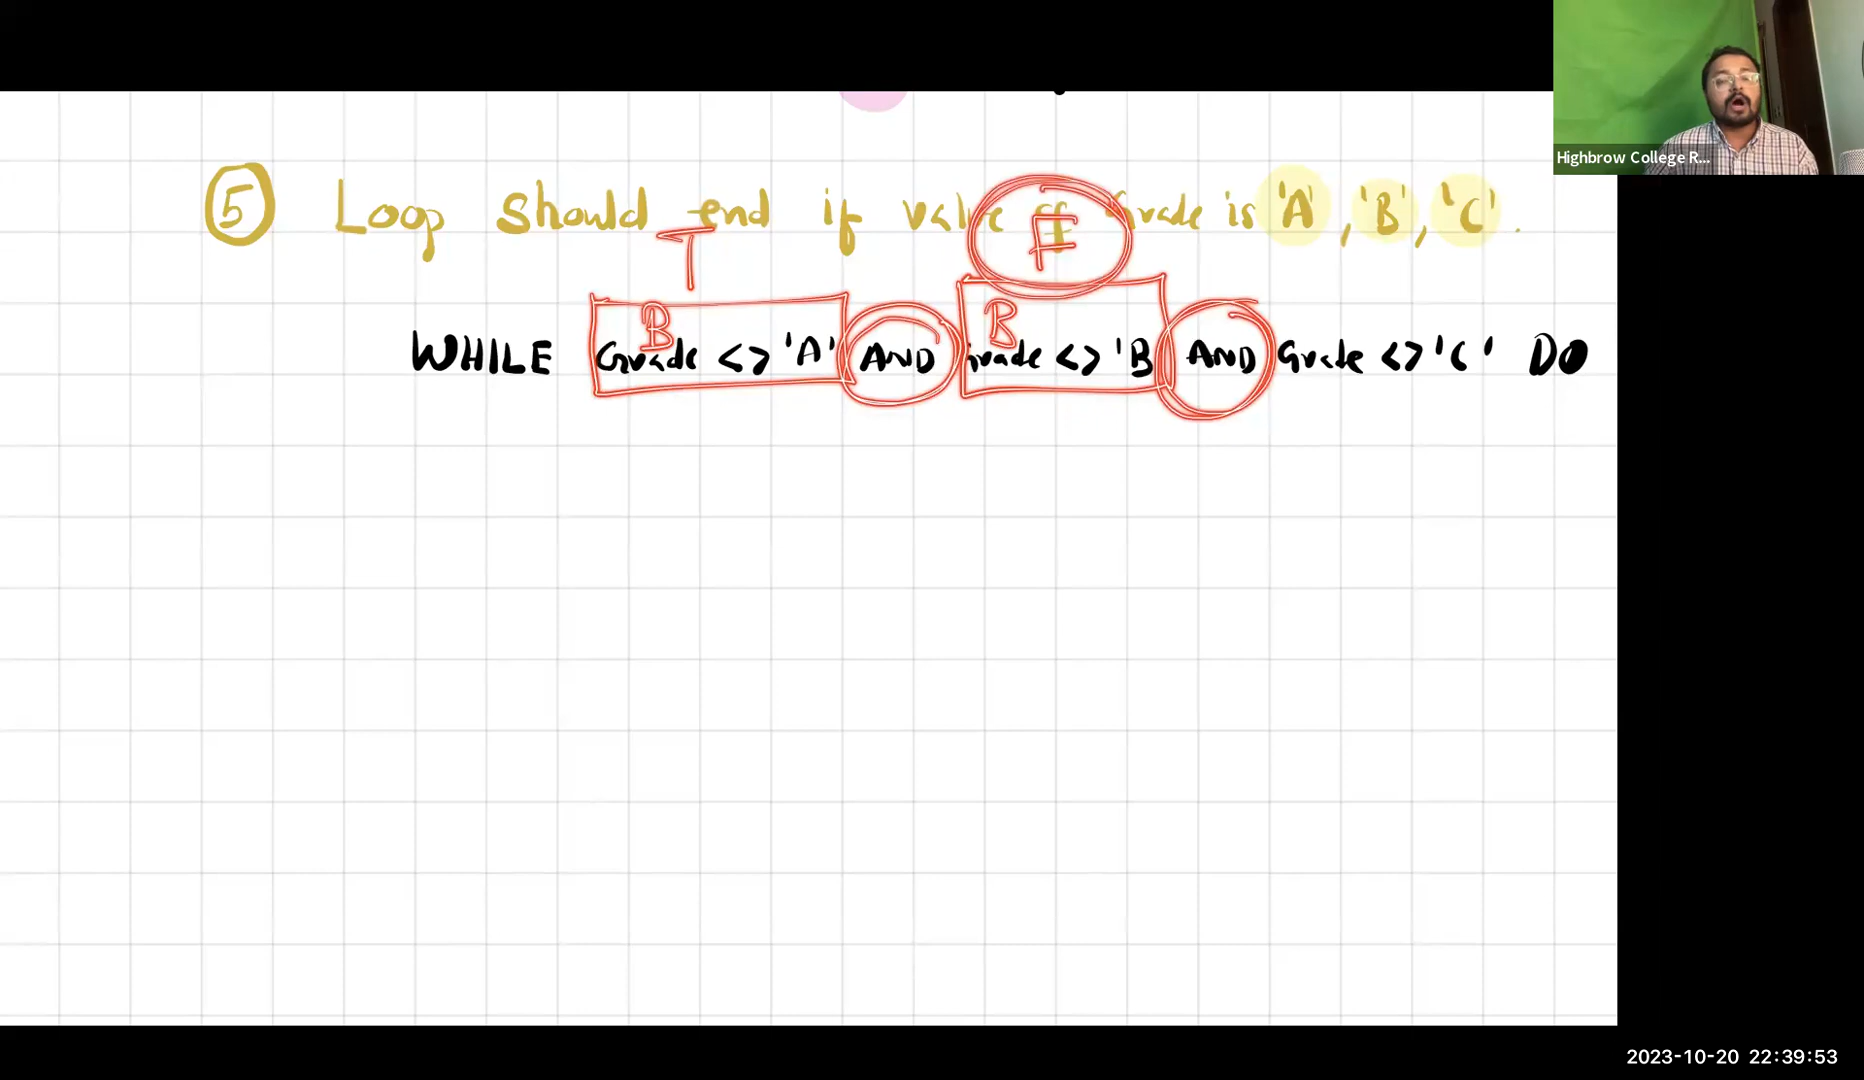 Highbrow College R...
5 Loop should end if value of Grade is 'A', 'B', 'C'.
T F
B B
WHILE Grade <> 'A' AND Grade <> 'B AND Grade <> 'C' DO
2023-10-20 22:39:53